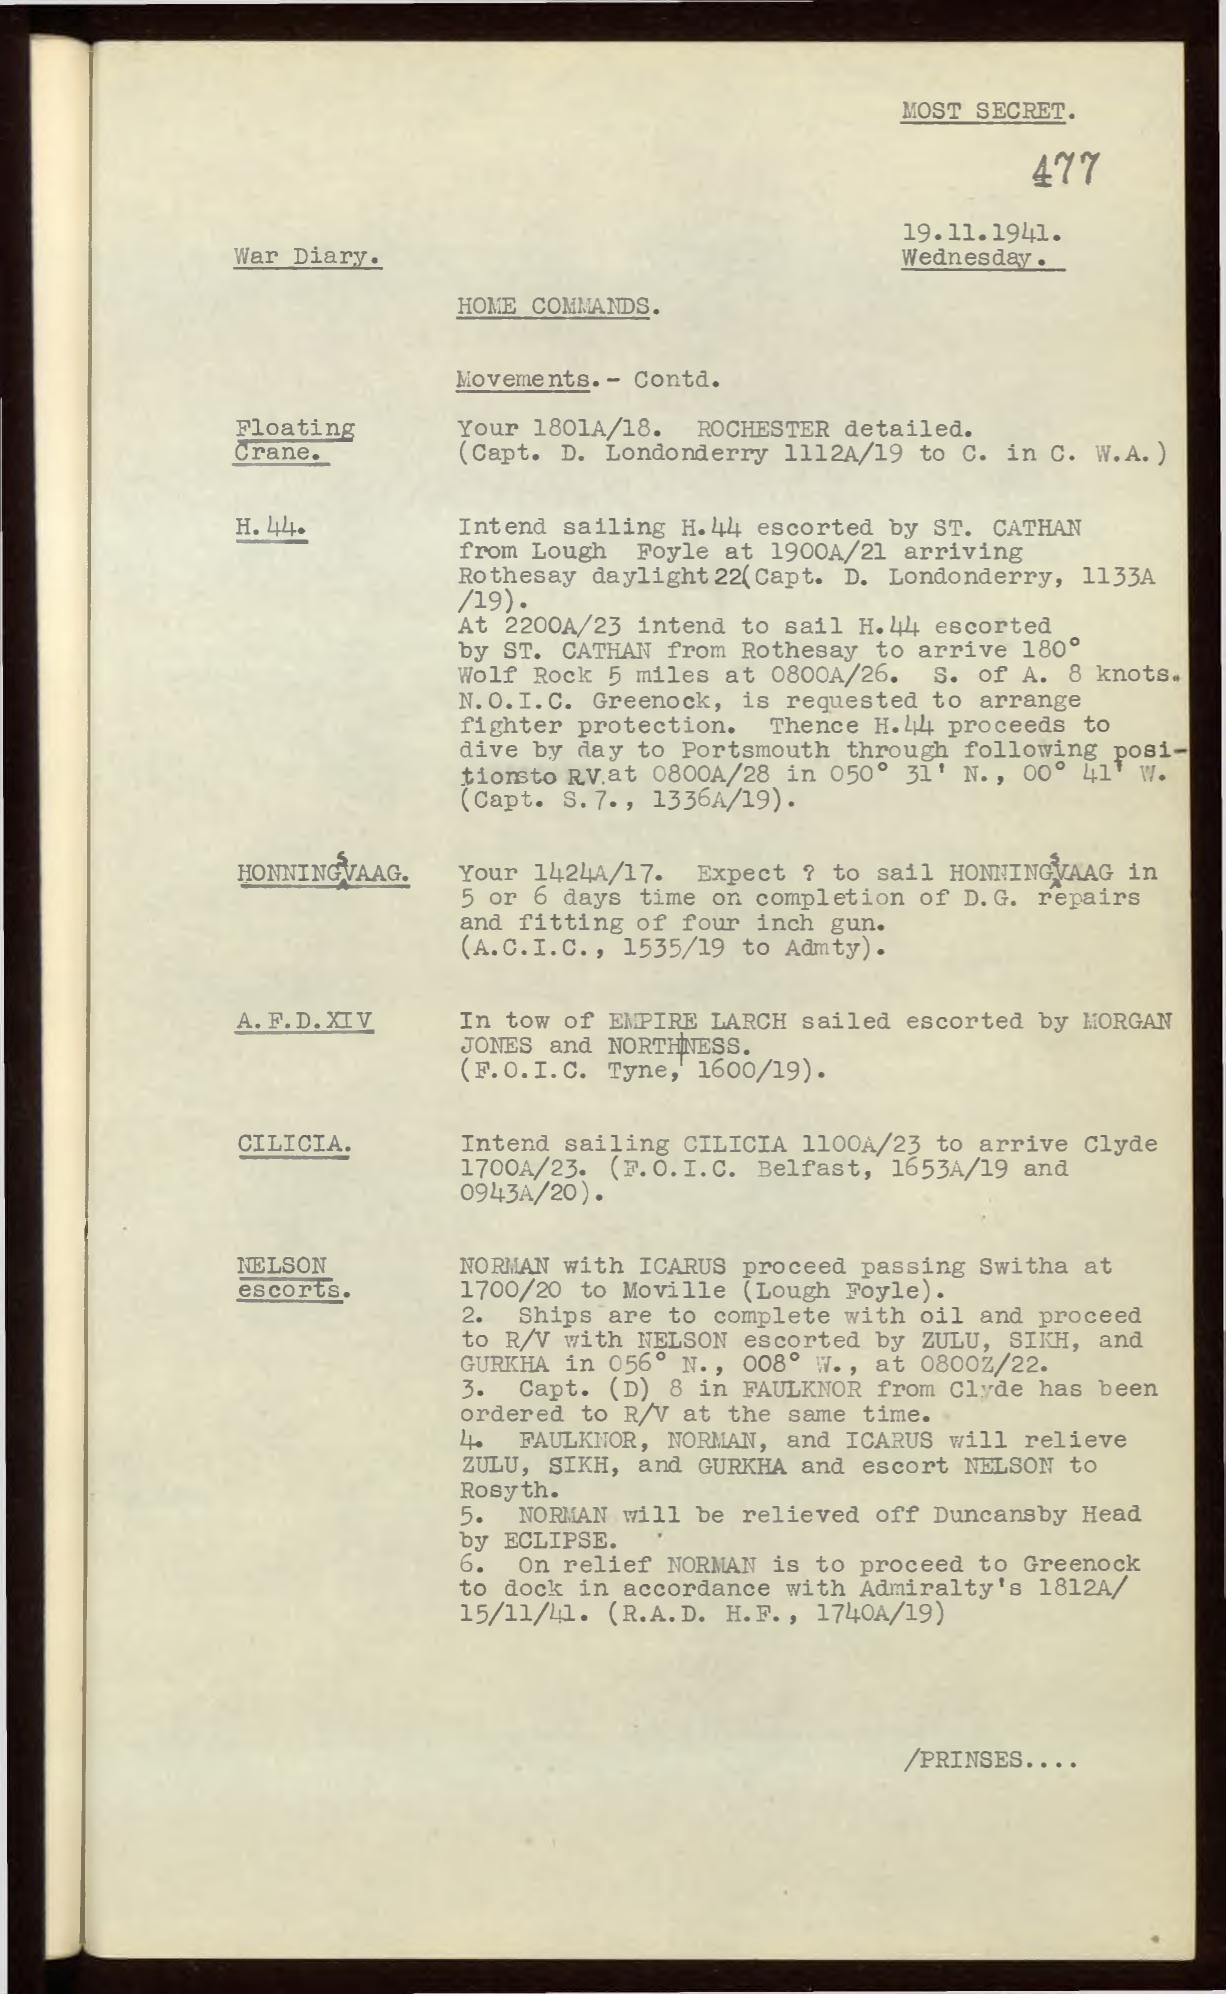 MOST SECRET.
477
19.11.1941.
War Diary.
Wednesday.
HOME COMMANDS.
Movements.- Contd.
Floating Crane.
Your 1801A/18. ROCHESTER detailed.
(Capt. D. Londonderry 1112A/19 to C. in C. W.A.)
H.44.
Intend sailing H.44 escorted by ST. CATHAN
from Lough Foyle at 1900A/21 arriving
Rothesay daylight 22(Capt. D. Londonderry, 1133A
/19).
At 2200A/23 intend to sail H.44 escorted
by ST. CATHAN from Rothesay to arrive 180°
Wolf Rock 5 miles at 0800A/26. S. of A. 8 knots.
N.O.I.C. Greenock, is requested to arrange
fighter protection. Thence H.44 proceeds to
dive by day to Portsmouth through following posi-
tions to R.V. at 0800A/28 in 050° 31' N., 00° 41' W.
(Capt. S.7., 1336A/19).
HONNINGSVAAG.
Your 1424A/17. Expect ? to sail HONNINGSVAAG in
5 or 6 days time on completion of D.G. repairs
and fitting of four inch gun.
(A.C.I.C., 1535/19 to Admty).
A.F.D.XIV
In tow of EMPIRE LARCH sailed escorted by MORGAN
JONES and NORTH NESS.
(F.O.I.C. Tyne, 1600/19).
CILICIA.
Intend sailing CILICIA 1100A/23 to arrive Clyde
1700A/23. (F.O.I.C. Belfast, 1653A/19 and
0943A/20).
NELSON escorts.
NORMAN with ICARUS proceed passing Switha at
1700/20 to Moville (Lough Foyle).
2. Ships are to complete with oil and proceed
to R/V with NELSON escorted by ZULU, SIKH, and
GURKHA in 056° N., 008° W., at 0800Z/22.
3. Capt. (D) 8 in FAULKNOR from Clyde has been
ordered to R/V at the same time.
4. FAULKNOR, NORMAN, and ICARUS will relieve
ZULU, SIKH, and GURKHA and escort NELSON to
Rosyth.
5. NORMAN will be relieved off Duncansby Head
by ECLIPSE.
6. On relief NORMAN is to proceed to Greenock
to dock in accordance with Admiralty's 1812A/
15/11/41. (R.A.D. H.F., 1740A/19)
/PRINSES....